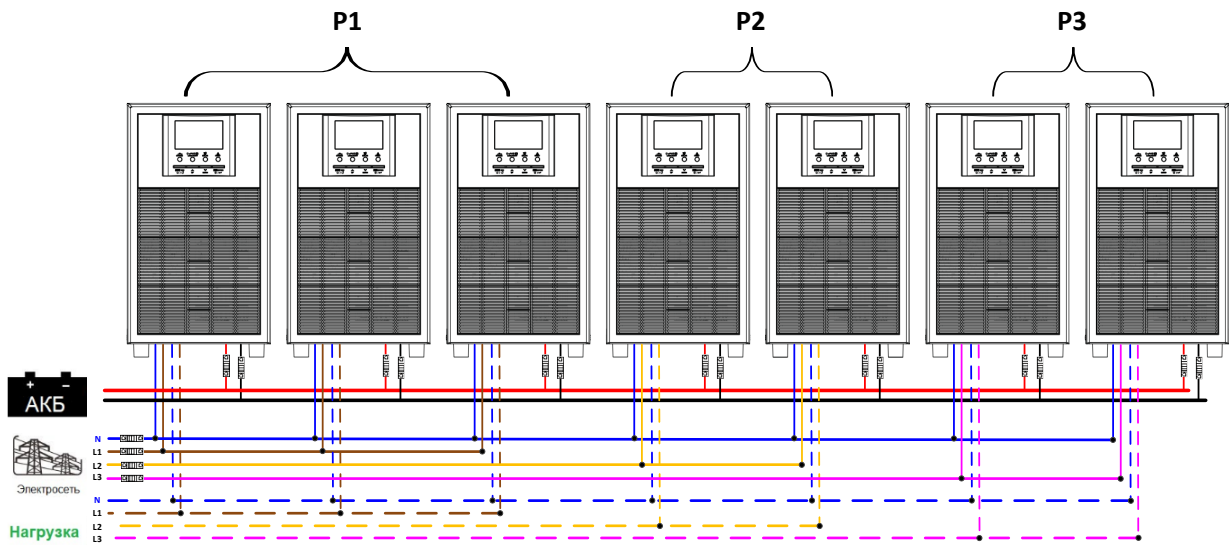 P1 P2 P3
+ −
АКБ
N
L1
L2
L3
Электросеть
N
L1
L2
Нагрузка L3